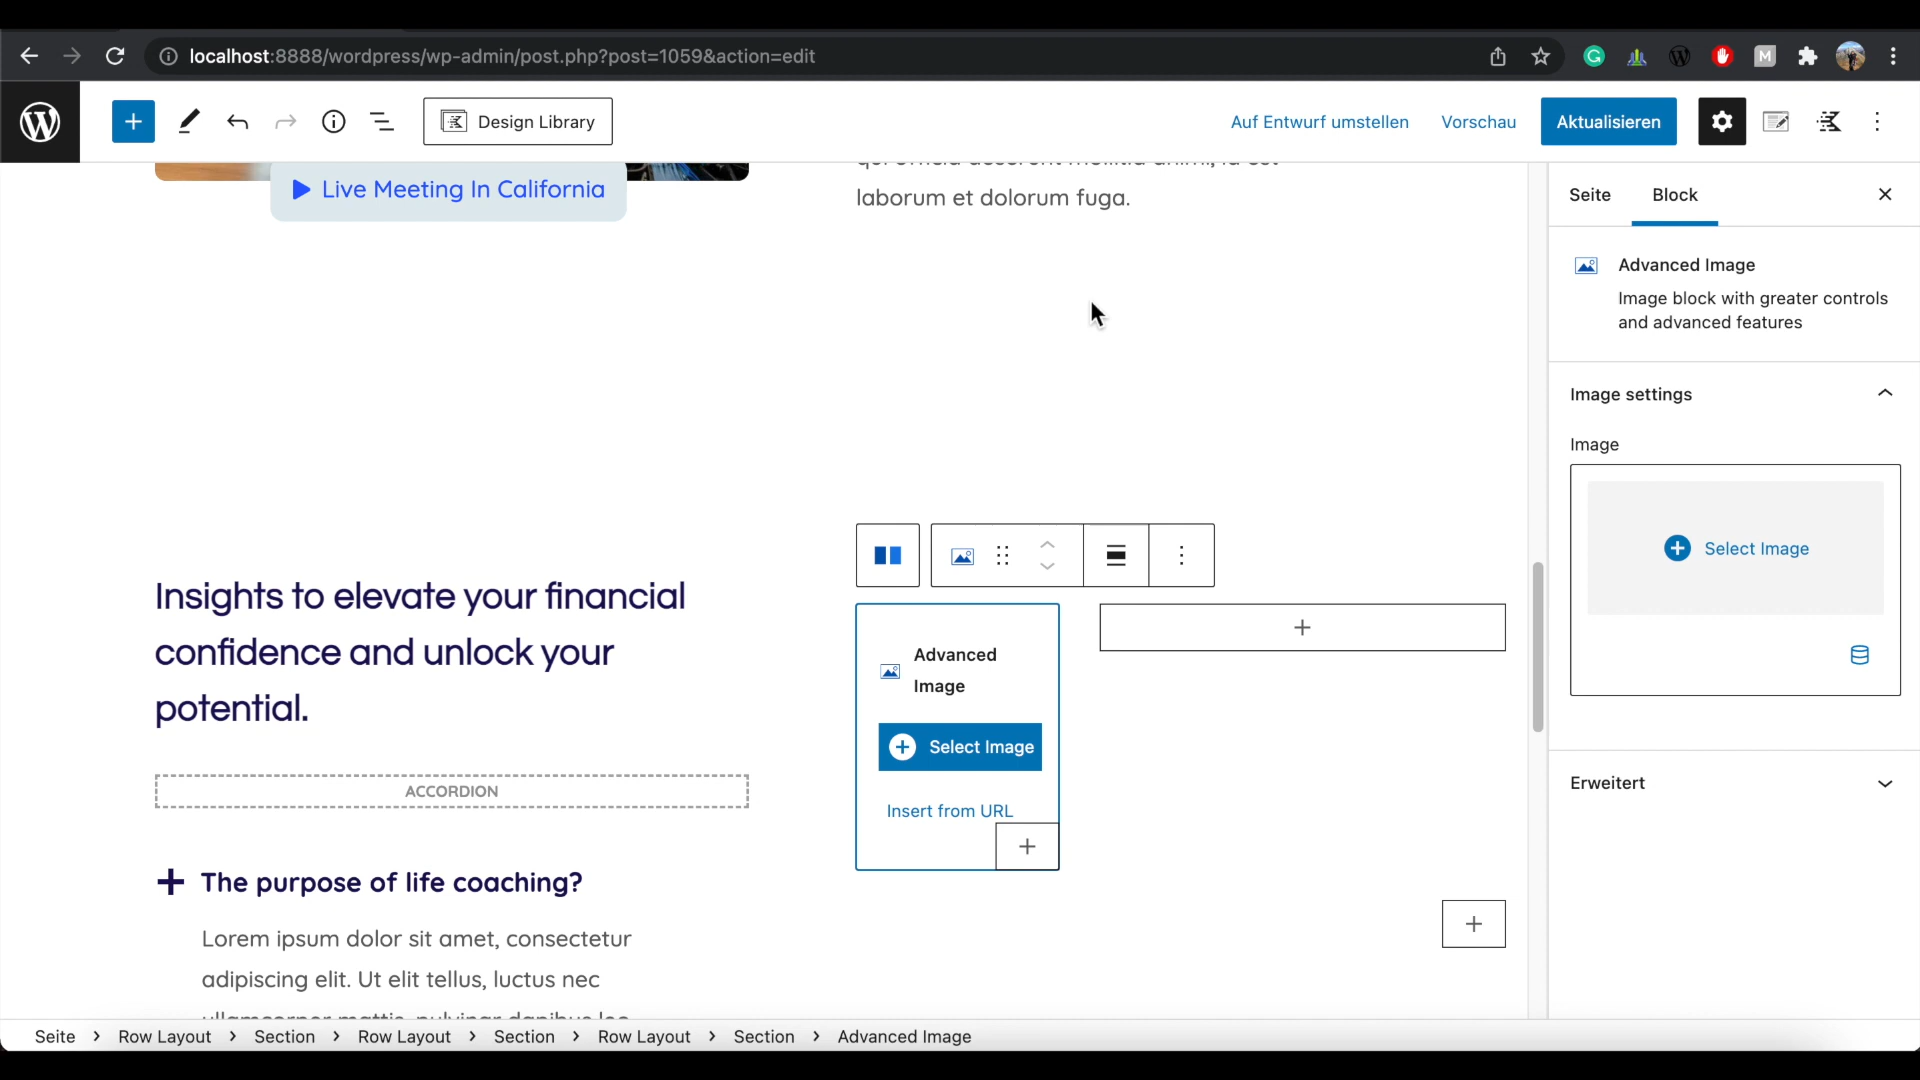 localhost:8888/wordpress/wp-admin/post.php?post=1059&action=edit
Design Library
Auf Entwurf umstellen
Vorschau
Aktualisieren
Live Meeting In California
laborum et dolorum fuga.
Insights to elevate your financial
confidence and unlock your
potential.
ACCORDION
The purpose of life coaching?
Lorem ipsum dolor sit amet, consectetur
adipiscing elit. Ut elit tellus, luctus nec
Advanced
Image
Select Image
Insert from URL
Seite
Block
Advanced Image
Image block with greater controls
and advanced features
Image settings
Image
Select Image
Erweitert
Seite > Row Layout > Section > Row Layout > Section > Row Layout > Section > Advanced Image